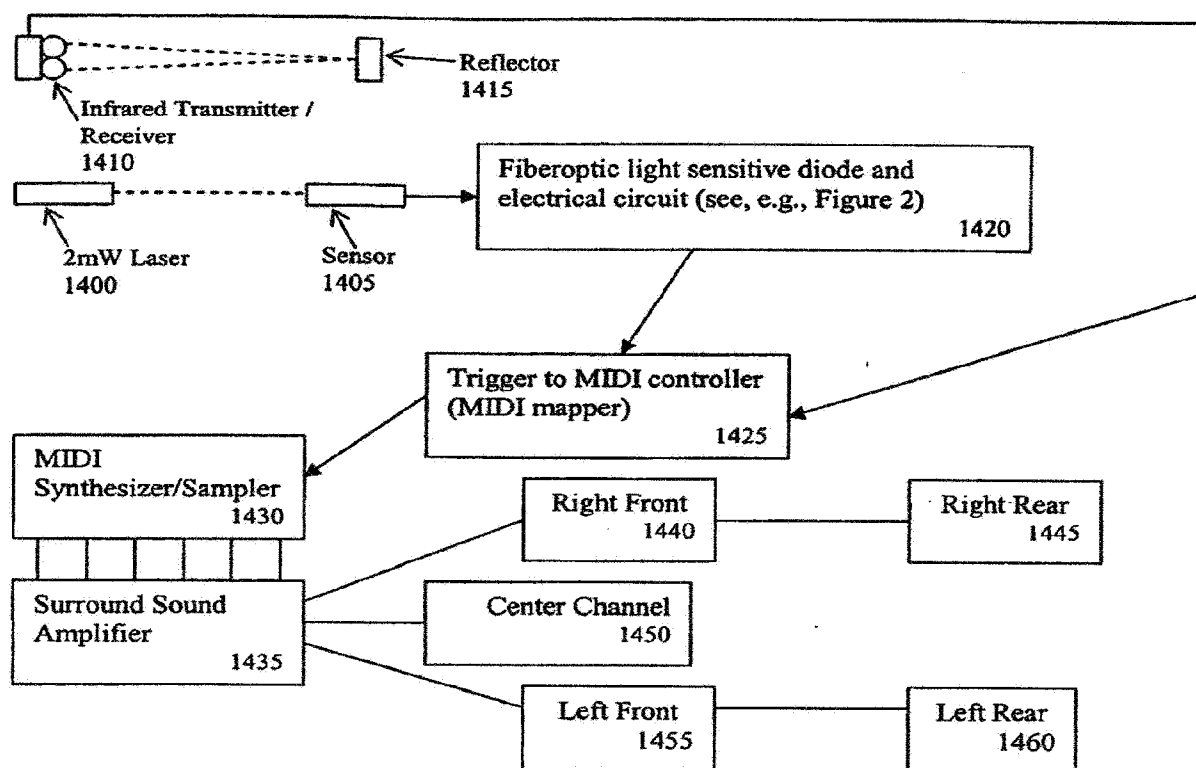 Reflector
1415
Infrared Transmitter /
Receiver
1410
Fiberoptic light sensitive diode and
electrical circuit (see, e.g., Figure 2)
1420
2mW Laser
1400
Sensor
1405
Trigger to MIDI controller
(MIDI mapper)
1425
MIDI
Synthesizer/Sampler
1430
Right Front
1440
Right Rear
1445
Surround Sound
Amplifier
1435
Center Channel
1450
Left Front
1455
Left Rear
1460